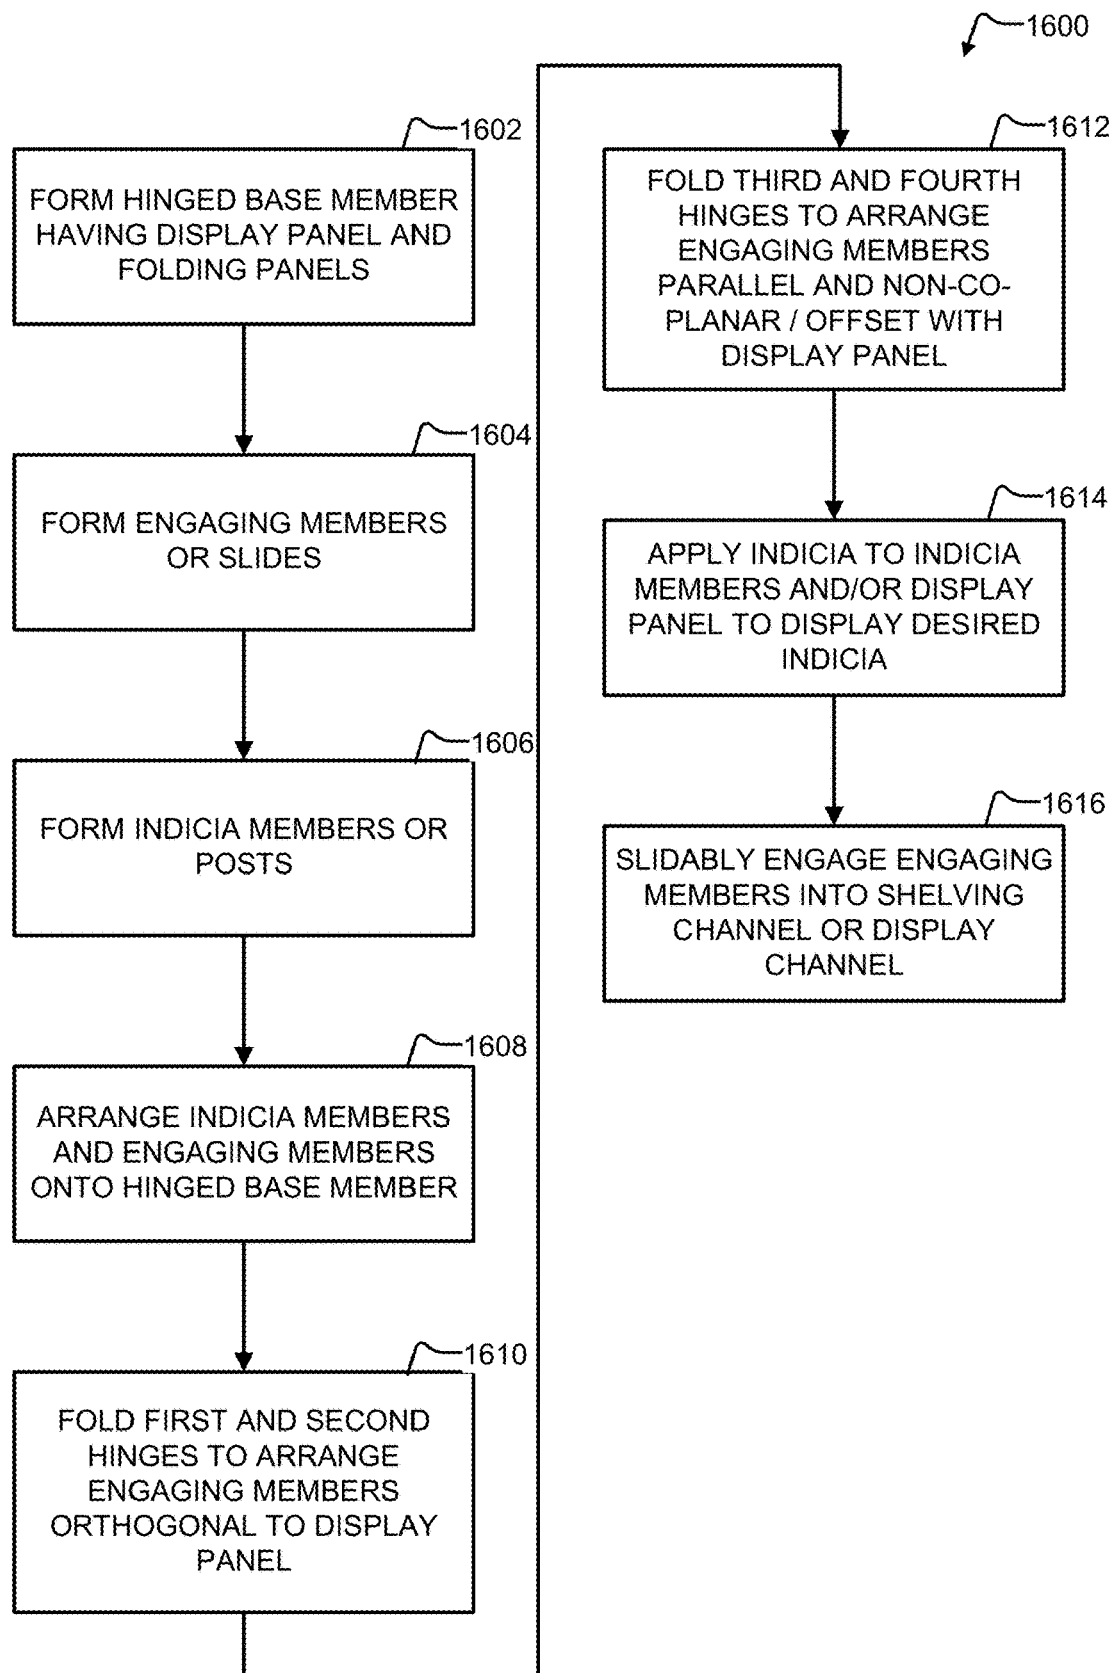 1600
1602
FORM HINGED BASE MEMBER
HAVING DISPLAY PANEL AND
FOLDING PANELS
1604
FORM ENGAGING MEMBERS
OR SLIDES
1606
FORM INDICIA MEMBERS OR
POSTS
1608
ARRANGE INDICIA MEMBERS
AND ENGAGING MEMBERS
ONTO HINGED BASE MEMBER
1610
FOLD FIRST AND SECOND
HINGES TO ARRANGE
ENGAGING MEMBERS
ORTHOGONAL TO DISPLAY
PANEL
1612
FOLD THIRD AND FOURTH
HINGES TO ARRANGE
ENGAGING MEMBERS
PARALLEL AND NON-CO-
PLANAR / OFFSET WITH
DISPLAY PANEL
1614
APPLY INDICIA TO INDICIA
MEMBERS AND/OR DISPLAY
PANEL TO DISPLAY DESIRED
INDICIA
1616
SLIDABLY ENGAGE ENGAGING
MEMBERS INTO SHELVING
CHANNEL OR DISPLAY
CHANNEL